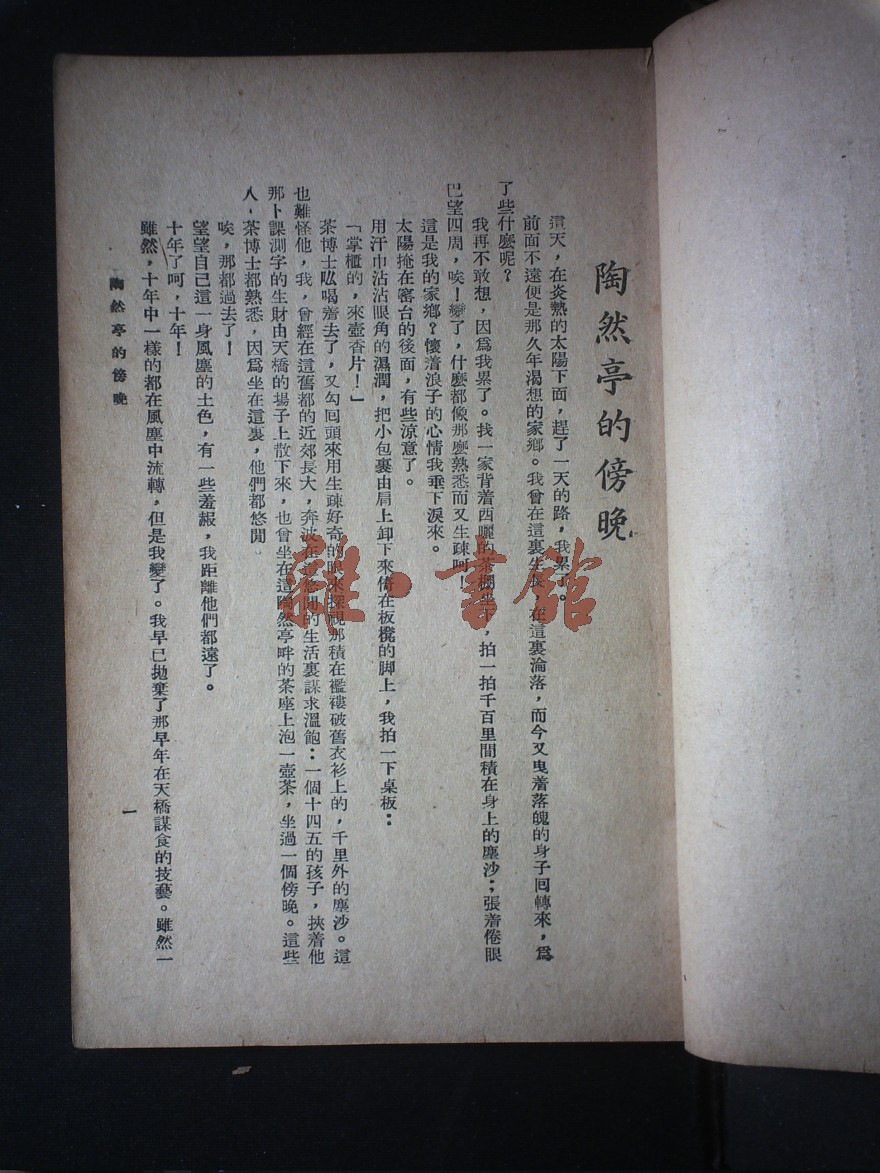 陶然亭的傍晚
這天，在炎熱的太陽下面，趕了一天的路，我累了。
前面不遠便是那久年渴想的家鄉。我曾在這裏生長，在這裏淪落，而今又曳着落魄的身子回轉來，爲
了些什麼呢？
我再不敢想，因爲我累了。找一家背着西曬的茶棚坐下，拍一拍千百里間積在身上的塵沙；張着倦眼
巴望四周，唉！變了，什麼都像那麼熟悉而又生疎呵！
這是我的家鄉？懷着浪子的心情我垂下淚來。
太陽掩在窰台的後面，有些涼意了。
用汗巾沾沾眼角的濕潤，把小包裹由肩上卸下來倚在板櫈的脚上，我拍一下桌板：
「掌櫃的，來壺香片！」
茶博士吆喝着去了，又勾回頭來用生疎好奇的眼來探視那積在襤褸破舊衣衫上的，千里外的塵沙。這
也難怪他，我，曾經在這舊都的近郊長大，奔波在這悠閒的生活裏謀求溫飽：一個十四五的孩子，挾着他
那卜課測字的生財由天橋的場子上散下來，也曾坐在這陶然亭畔的茶座上泡一壺茶，坐過一個傍晚。這些
人，茶博士都熟悉，因爲坐在這裏，他們都悠閒
唉，那都過去了！
望望自己這一身風塵的土色，有一些羞赧，我距離他們都遠了。
十年了呵，十年！
雖然，十年中一樣的都在風塵中流轉，但是我變了。我早已拋棄了那早年在天橋謀食的技藝。雖然一
陶然亭的傍晚
一
雜·書館